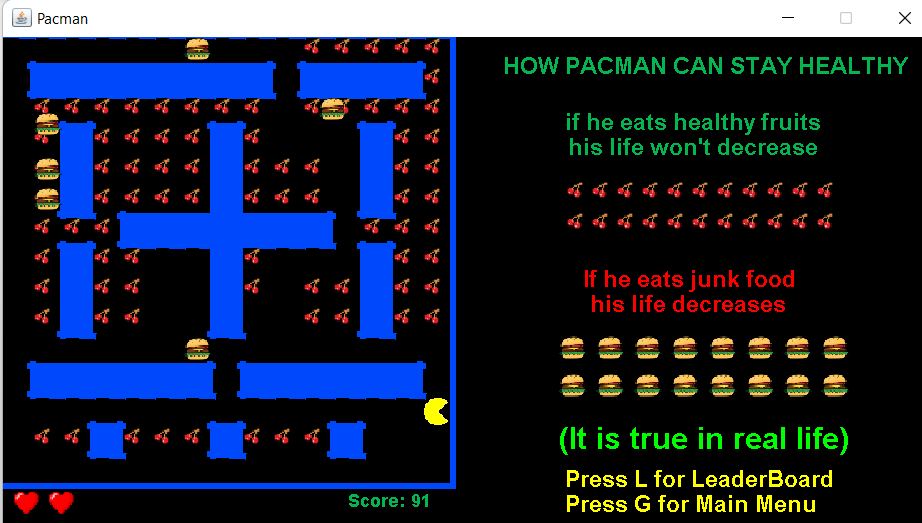 Pacman
HOW PACMAN CAN STAY HEALTHY
if he eats healthy fruits
his life won't decrease
If he eats junk food
his life decreases
(It is true in real life)
Press L for LeaderBoard
Press G for Main Menu
Score: 91